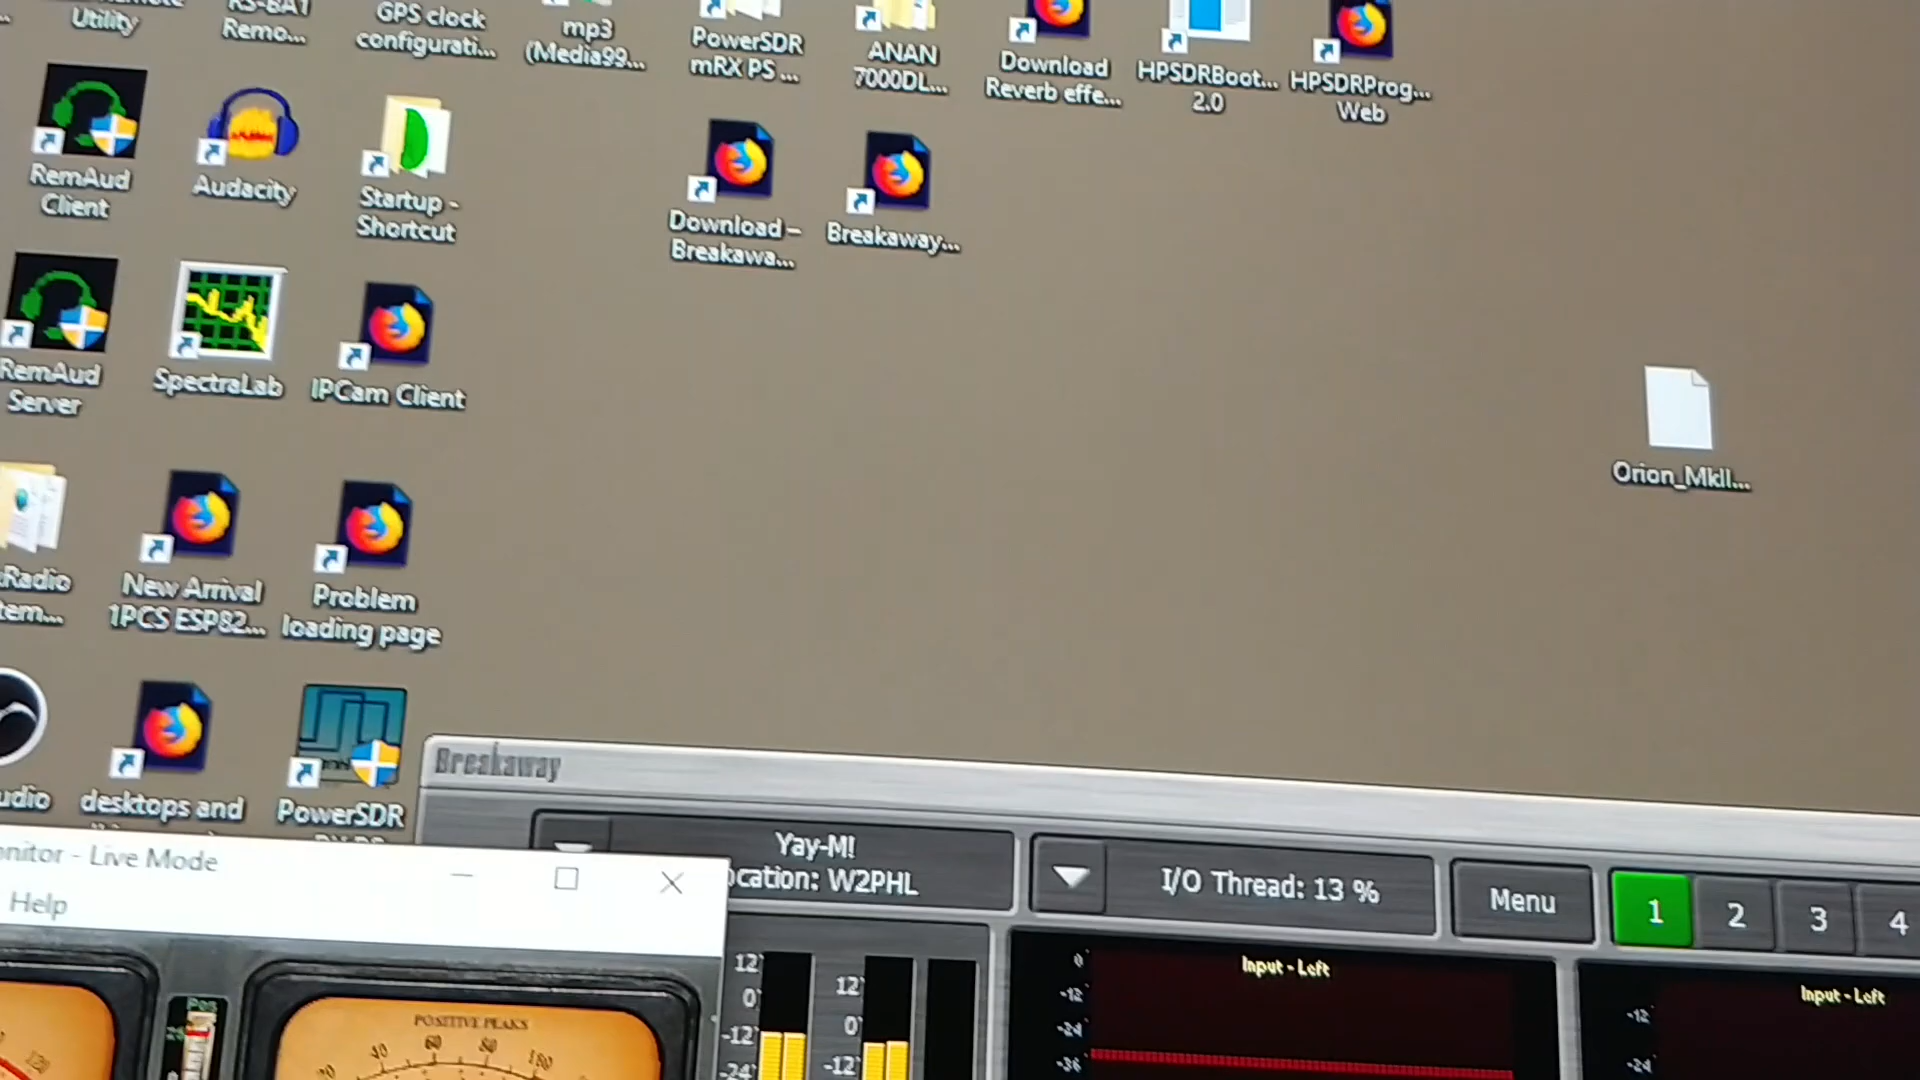 Utility
Remo...
GPS clock
configurati...
mp3
(Media99...
PowerSDR
mRX PS ...
ANAN
7000DL...
Download
Reverb effe...
HPSDRBoot...
2.0
HPSDRProg...
Web
RemAud
Client
Audacity
Startup -
Shortcut
Download –
Breakawa...
Breakaway...
RemAud
Server
SpectraLab
IPCam Client
Orion_MkII...
Radio
tem...
New Arrival
1PCS ESP82...
Problem
loading page
udio
desktops and
PowerSDR
Breakaway
Yay-M!
ocation: W2PHL
I/O Thread: 13 %
Menu
1
2
3
4
onitor - Live Mode
Help
Pos
POSITIVE PEAKS
40
60
80
100
120
12
0
-12
-24
12
0
-12
Input - Left
0
-12
-24
-36
Input - Left
-12
-24